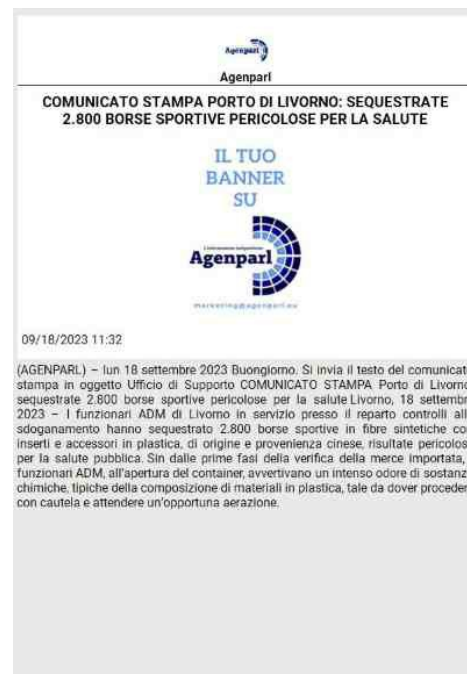 Agenparl
Agenparl
COMUNICATO STAMPA PORTO DI LIVORNO: SEQUESTRATE
2.800 BORSE SPORTIVE PERICOLOSE PER LA SALUTE
IL TUO
BANNER
SU
Agenparl
marketing@agenparl.eu
09/18/2023 11:32
(AGENPARL) – lun 18 settembre 2023 Buongiorno. Si invia il testo del comunicat
stampa in oggetto Ufficio di Supporto COMUNICATO STAMPA Porto di Livorno
sequestrate 2.800 borse sportive pericolose per la salute Livorno, 18 settembr
2023 – I funzionari ADM di Livorno in servizio presso il reparto controlli all
sdoganamento hanno sequestrato 2.800 borse sportive in fibre sintetiche co
inserti e accessori in plastica, di origine e provenienza cinese, risultate pericolos
per la salute pubblica. Sin dalle prime fasi della verifica della merce importata,
funzionari ADM, all'apertura del container, avvertivano un intenso odore di sostanz
chimiche, tipiche della composizione di materiali in plastica, tale da dover proceder
con cautela e attendere un'opportuna aerazione.